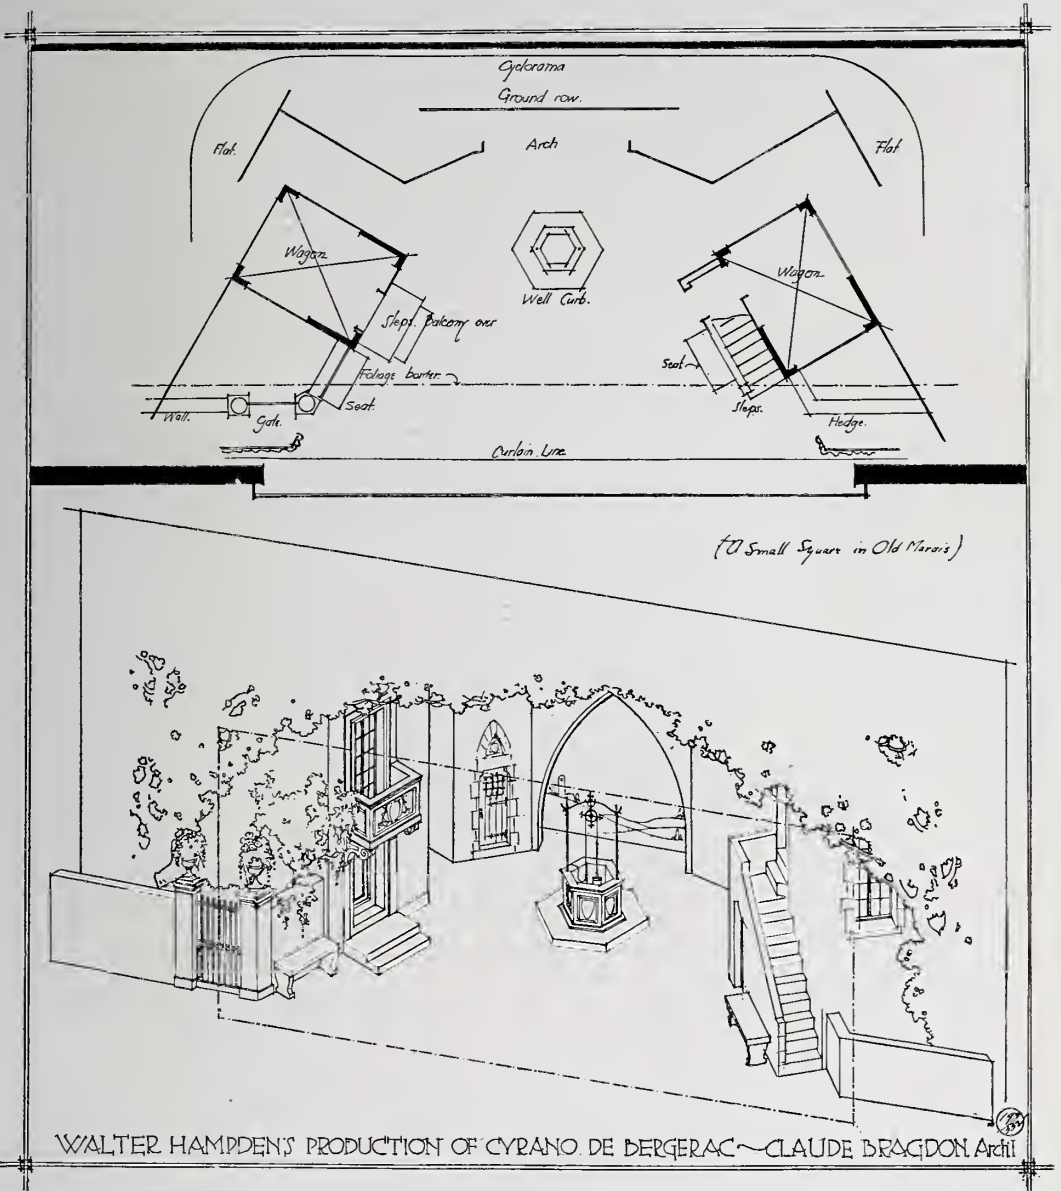 Cyclorama
Ground row.
Flat.
Arch
Flat
Wagon
Wagon
Well Curb.
Steps. balcony over
Seat
Foliage border.
Wall.
Gate.
Seat.
Steps.
Hedge.
Curtain Line
Small Square in Old Marais)
WALTER HAMPDEN'S PRODUCTION OF CYRANO DE BERGERAC~CLAUDE BRAGDON Archt